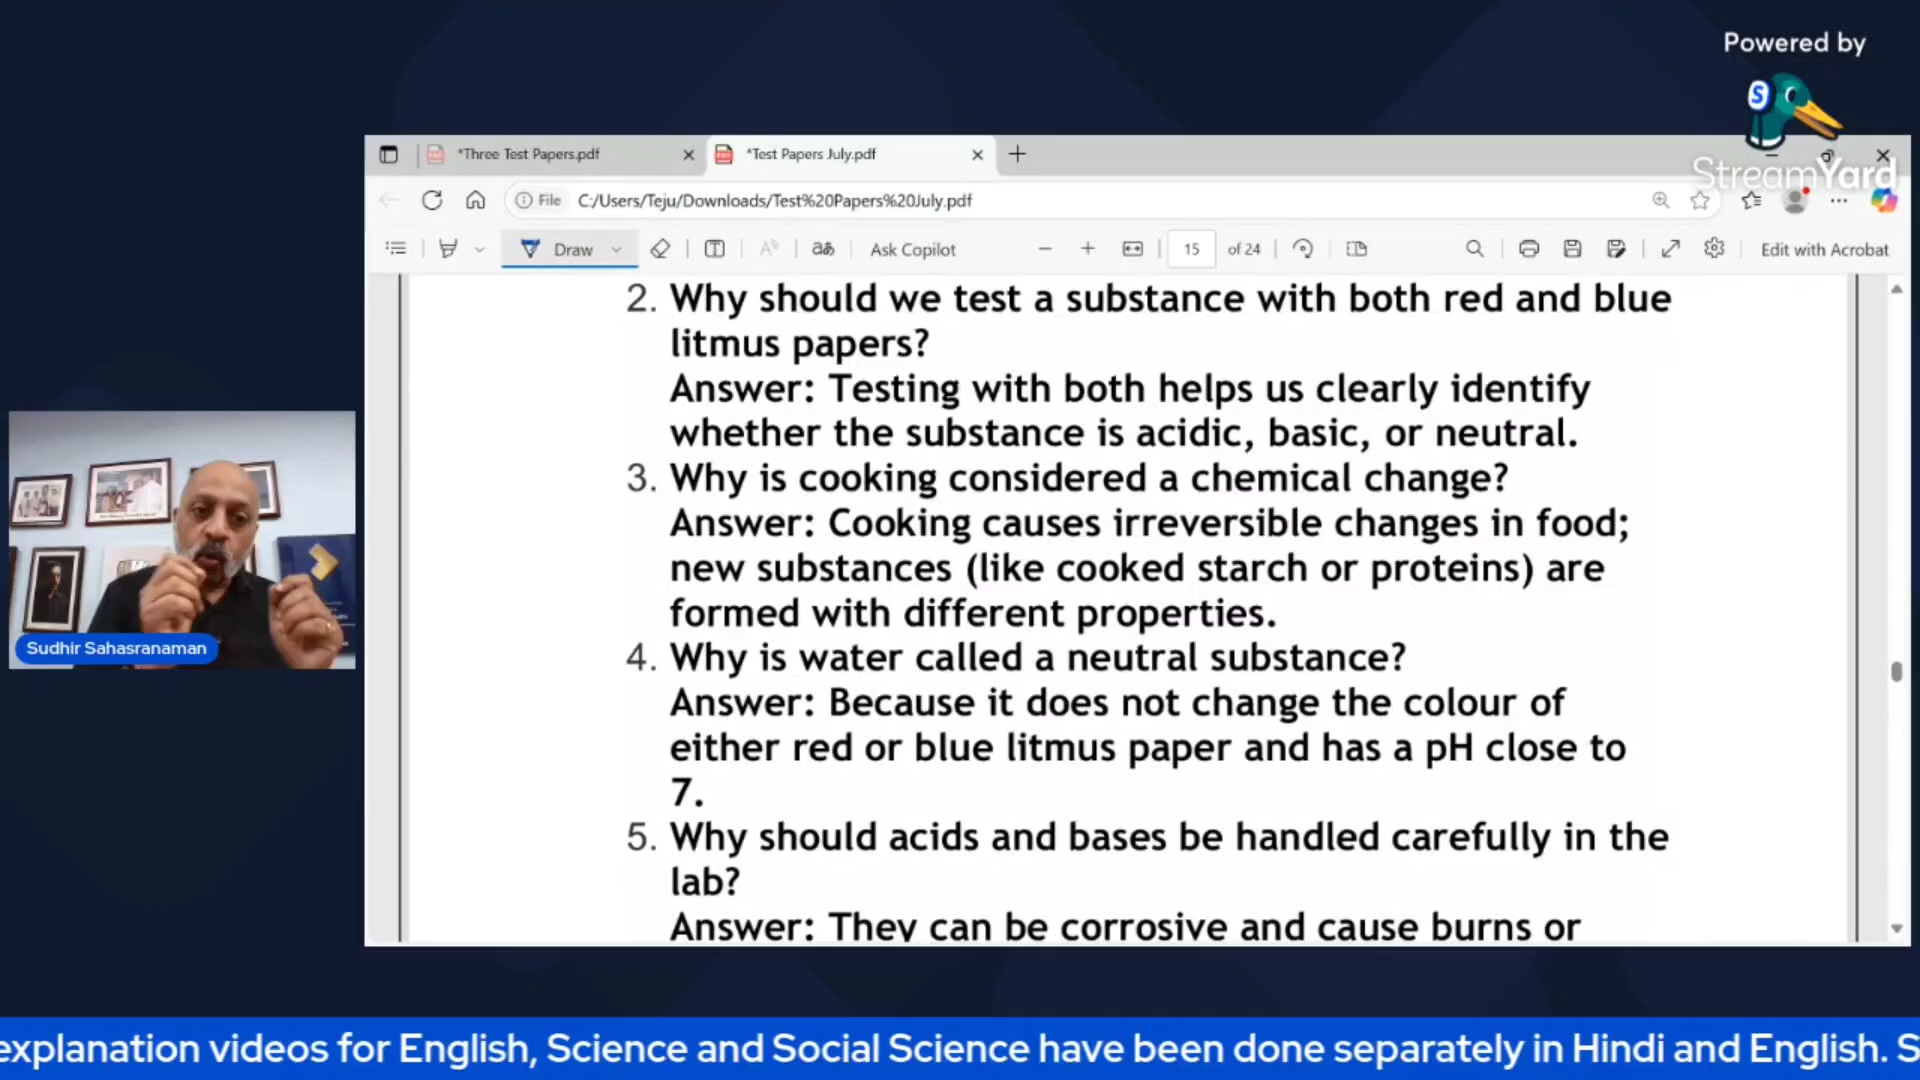 Powered by
StreamYard
*Three Test Papers.pdf
*Test Papers July.pdf
File C:/Users/Teju/Downloads/Test%20Papers%20July.pdf
Draw
Ask Copilot
15 of 24
Edit with Acrobat
2. Why should we test a substance with both red and blue
litmus papers?
Answer: Testing with both helps us clearly identify
whether the substance is acidic, basic, or neutral.
3. Why is cooking considered a chemical change?
Answer: Cooking causes irreversible changes in food;
new substances (like cooked starch or proteins) are
formed with different properties.
4. Why is water called a neutral substance?
Answer: Because it does not change the colour of
either red or blue litmus paper and has a pH close to
7.
5. Why should acids and bases be handled carefully in the
lab?
Answer: They can be corrosive and cause burns or
Sudhir Sahasranaman
explanation videos for English, Science and Social Science have been done separately in Hindi and English. S